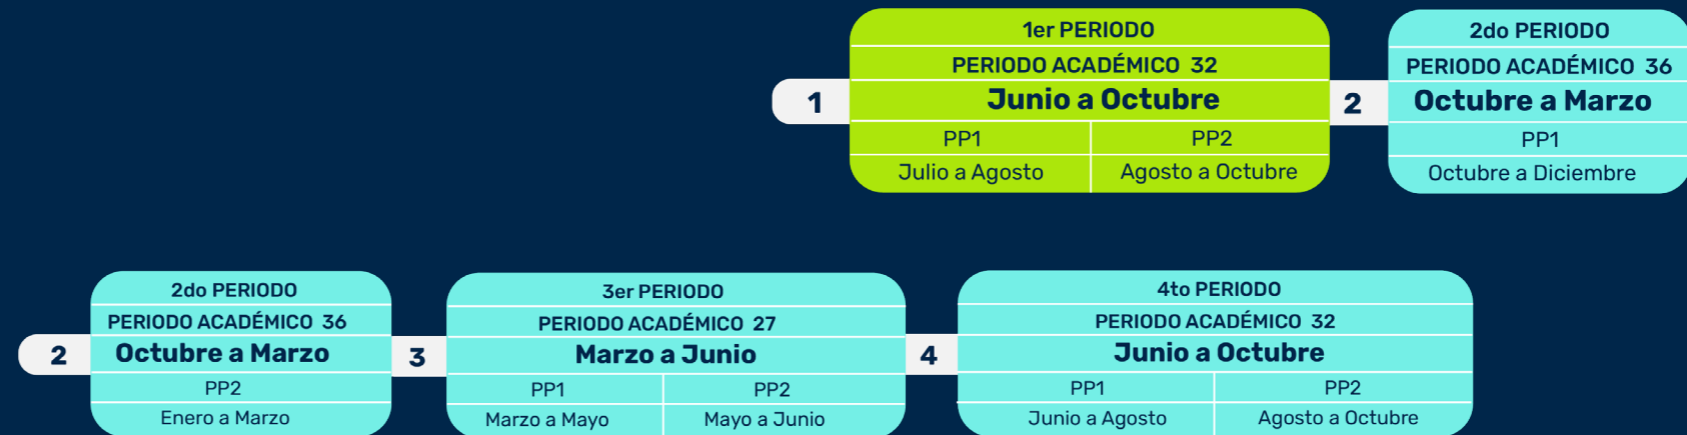 1er PERIODO
PERIODO ACADÉMICO 32
1
Junio a Octubre
PP1 PP2
Julio a Agosto Agosto a Octubre
2do PERIODO
PERIODO ACADÉMICO 36
2
Octubre a Marzo
PP1
Octubre a Diciembre
2do PERIODO
PERIODO ACADÉMICO 36
2
Octubre a Marzo
PP2
Enero a Marzo
3er PERIODO
PERIODO ACADÉMICO 27
3
Marzo a Junio
PP1 PP2
Marzo a Mayo Mayo a Junio
4to PERIODO
PERIODO ACADÉMICO 32
4
Junio a Octubre
PP1 PP2
Junio a Agosto Agosto a Octubre